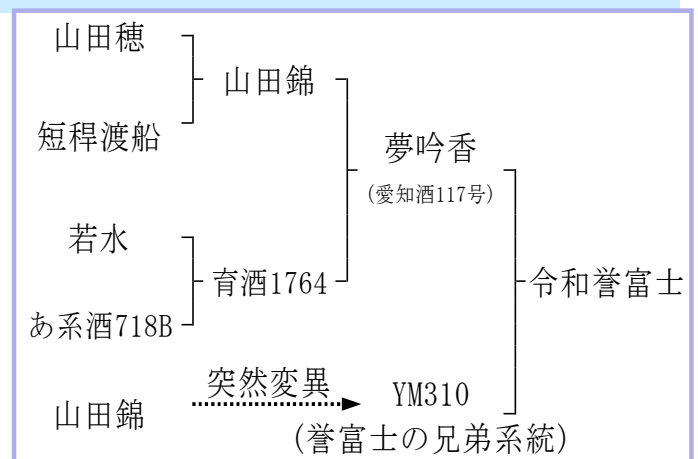 山田穂
山田錦
短稈渡船
夢吟香
(愛知酒117号)
若水
育酒1764
令和誉富士
あ系酒718B
突然変異
YM310
山田錦
(誉富士の兄弟系統)